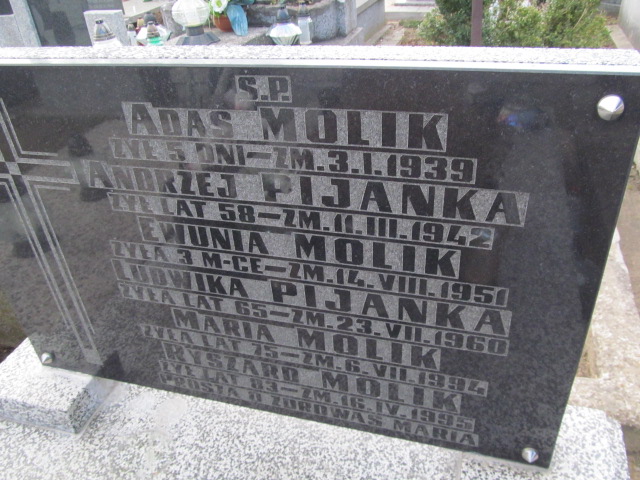 Ś.P.
ADAŚ MOLIK
ŻYŁ 5 DNI – ZM. 3.I.1939
ANDRZEJ PIJANKA
ŻYŁ LAT 58 – ZM. 11.III.1942
EWUNIA MOLIK
ŻYŁA 3 M-CE – ZM. 14.VIII.1951
LUDWIKA PIJANKA
ŻYŁA LAT 65 – ZM. 23.VII.1960
MARIA MOLIK
ŻYŁA LAT 75 – ZM. 6.VII.1994
RYSZARD MOLIK
ŻYŁ LAT 83 – ZM. 16.IV.1995
PROSZĄ O ZDROWAŚ MARIA